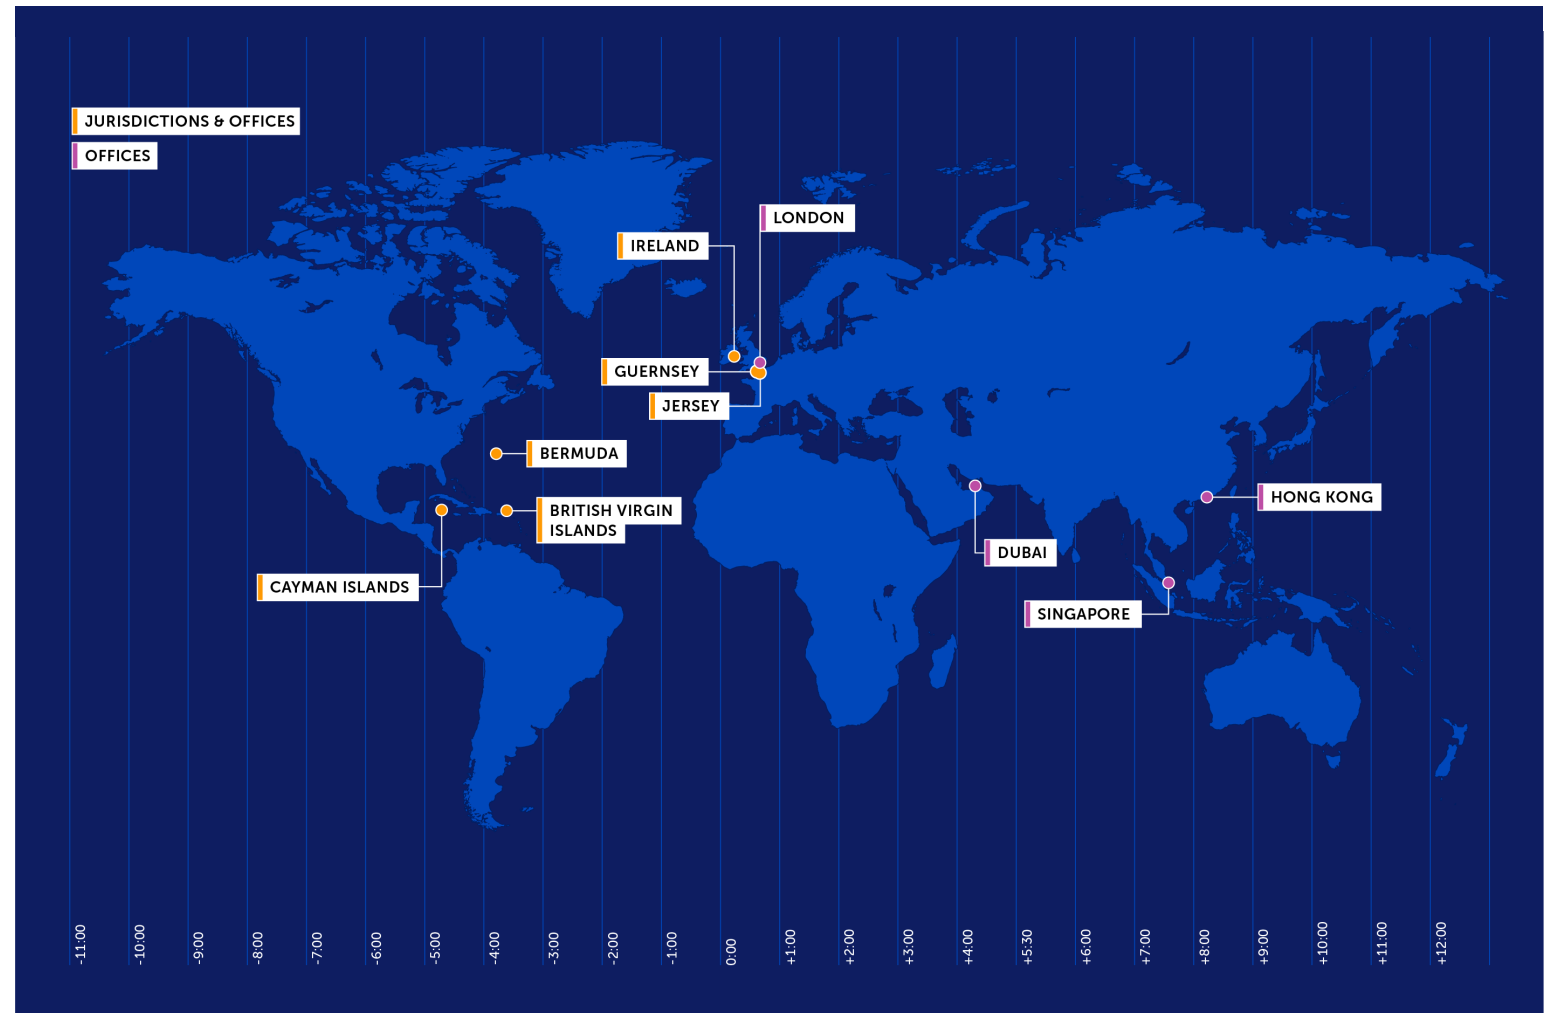 JURISDICTIONS & OFFICES
OFFICES
LONDON
IRELAND
GUERNSEY
JERSEY
BERMUDA
BRITISH VIRGIN
ISLANDS
CAYMAN ISLANDS
HONG KONG
DUBAI
SINGAPORE
-11:00
-10:00
-9:00
-8:00
-7:00
-6:00
-5:00
-4:00
-3:00
-2:00
-1:00
0:00
+1:00
+2:00
+3:00
+4:00
+5:30
+6:00
+7:00
+8:00
+9:00
+10:00
+11:00
+12:00